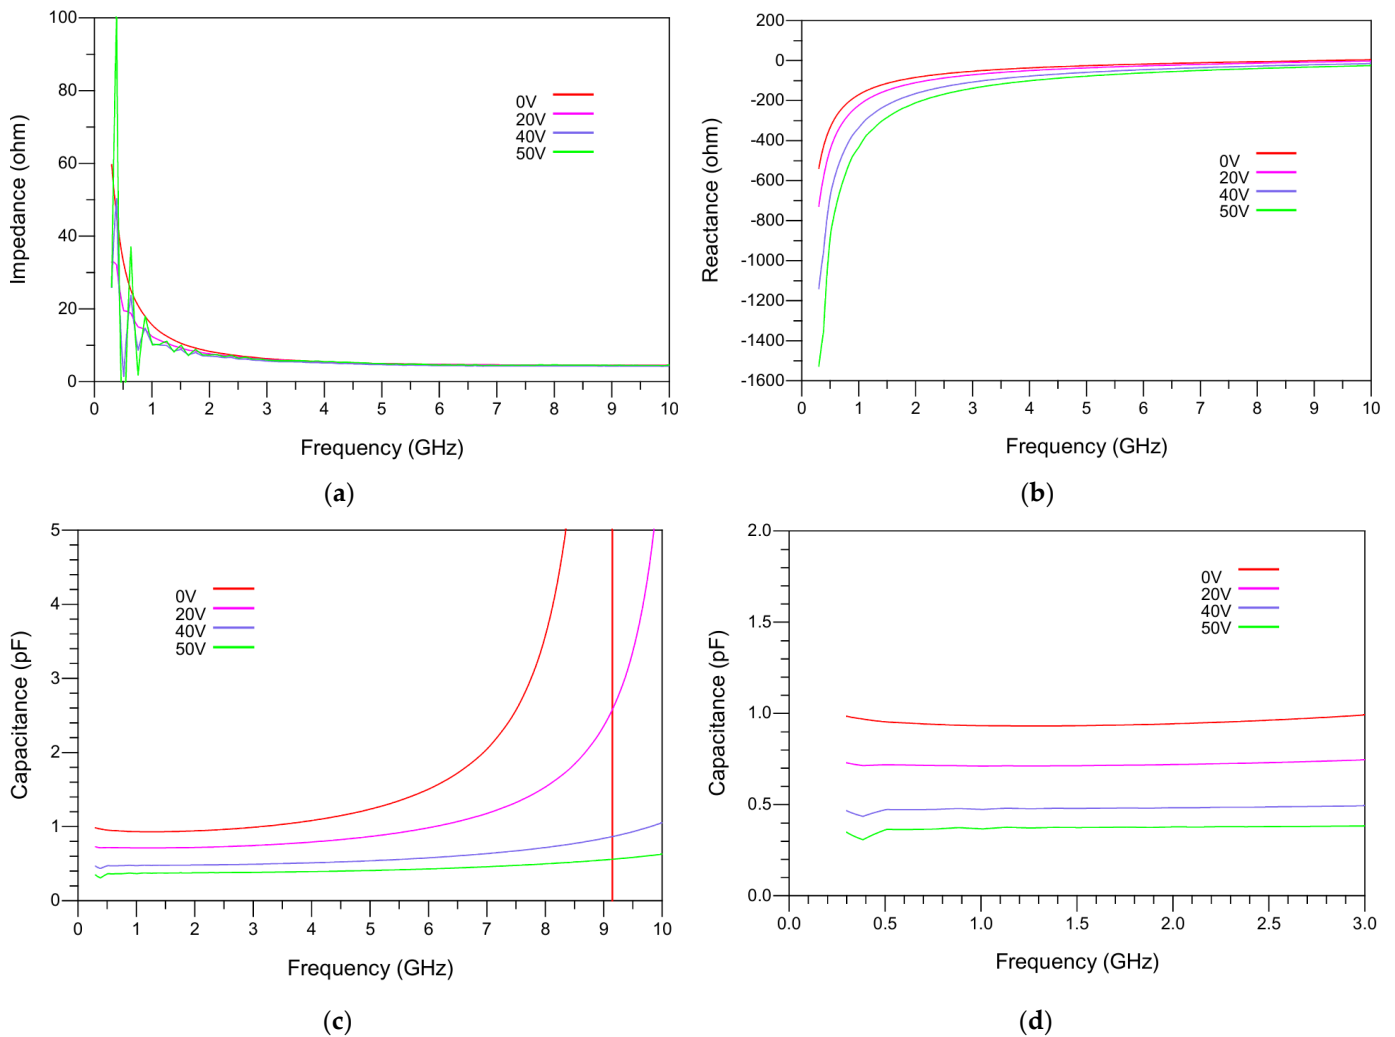 100
80
60
40
20
0
Impedance (ohm)
0V
20V
40V
50V
0 1 2 3 4 5 6 7 8 9 10
Frequency (GHz)
(a)
200
0
-200
-400
-600
-800
-1000
-1200
-1400
-1600
Reactance (ohm)
0V
20V
40V
50V
0 1 2 3 4 5 6 7 8 9 10
Frequency (GHz)
(b)
5
4
3
2
1
0
Capacitance (pF)
0V
20V
40V
50V
0 1 2 3 4 5 6 7 8 9 10
Frequency (GHz)
(c)
2.0
1.5
1.0
0.5
0.0
Capacitance (pF)
0V
20V
40V
50V
0.0 0.5 1.0 1.5 2.0 2.5 3.0
Frequency (GHz)
(d)